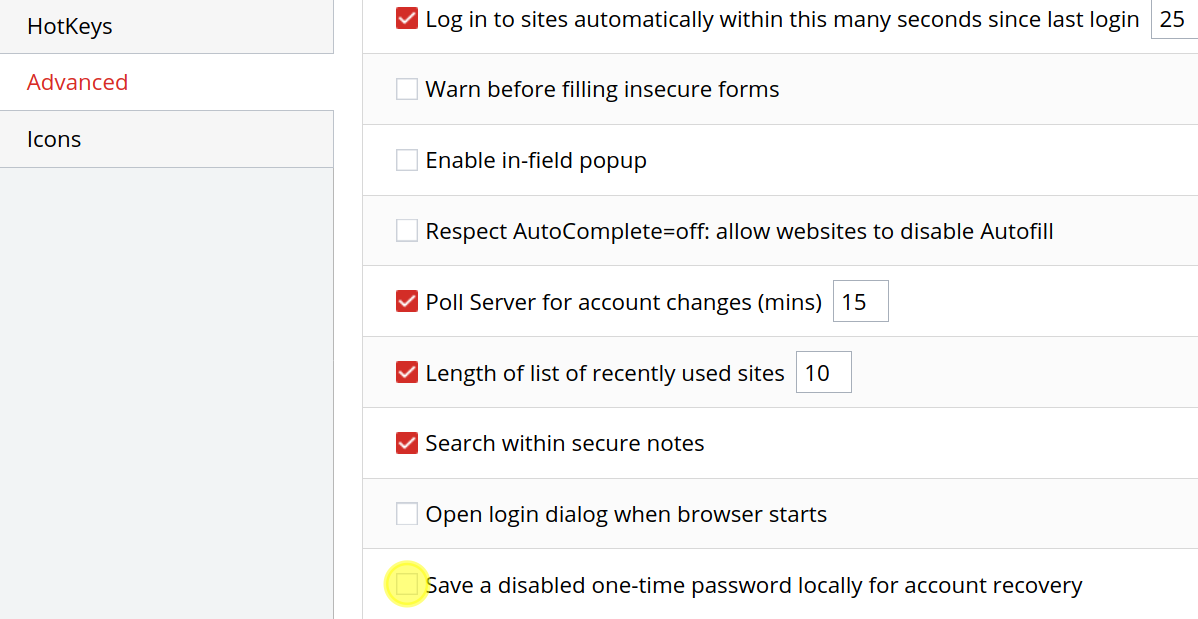 HotKeys
Advanced
Icons
Log in to sites automatically within this many seconds since last login 25
Warn before filling insecure forms
Enable in-field popup
Respect AutoComplete=off: allow websites to disable Autofill
Poll Server for account changes (mins) 15
Length of list of recently used sites 10
Search within secure notes
Open login dialog when browser starts
Save a disabled one-time password locally for account recovery